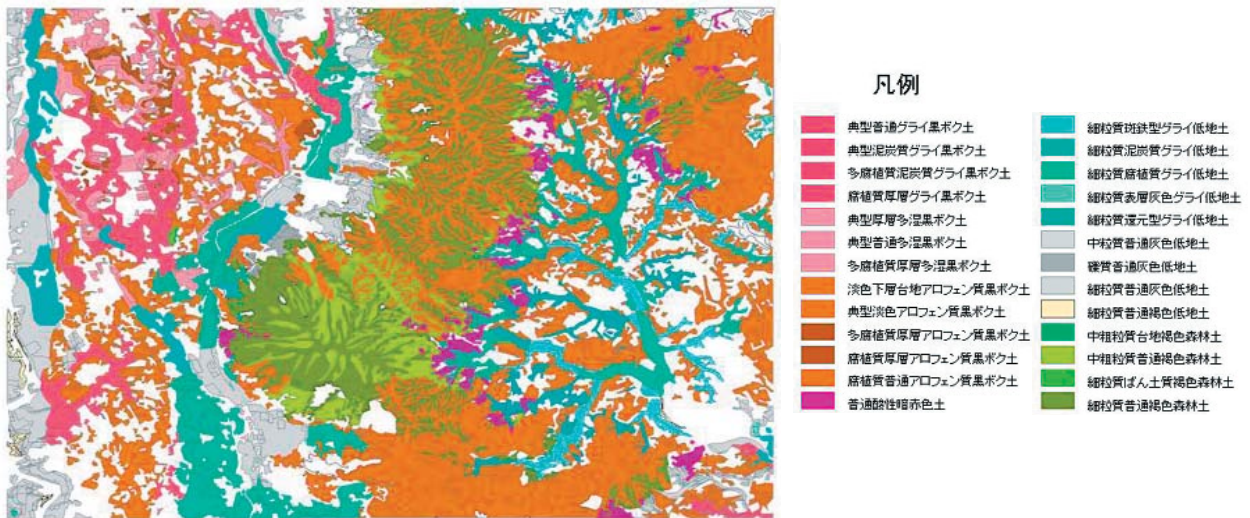 凡例
典型普通グライ黒ボク土
典型泥炭質グライ黒ボク土
多腐植質泥炭質グライ黒ボク土
腐植質厚層グライ黒ボク土
典型厚層多湿黒ボク土
典型普通多湿黒ボク土
多腐植質厚層多湿黒ボク土
淡色下層台地アロフェン質黒ボク土
典型淡色アロフェン質黒ボク土
多腐植質厚層アロフェン質黒ボク土
腐植質厚層アロフェン質黒ボク土
腐植質普通アロフェン質黒ボク土
普通酸性暗赤色土
細粒質斑鉄型グライ低地土
細粒質泥炭質グライ低地土
細粒質腐植質グライ低地土
細粒質表層灰色グライ低地土
細粒質還元型グライ低地土
中粒質普通灰色低地土
礫質普通灰色低地土
細粒質普通灰色低地土
細粒質普通褐色低地土
中粗粒質台地褐色森林土
中粗粒質普通褐色森林土
細粒質ばん土質褐色森林土
細粒質普通褐色森林土